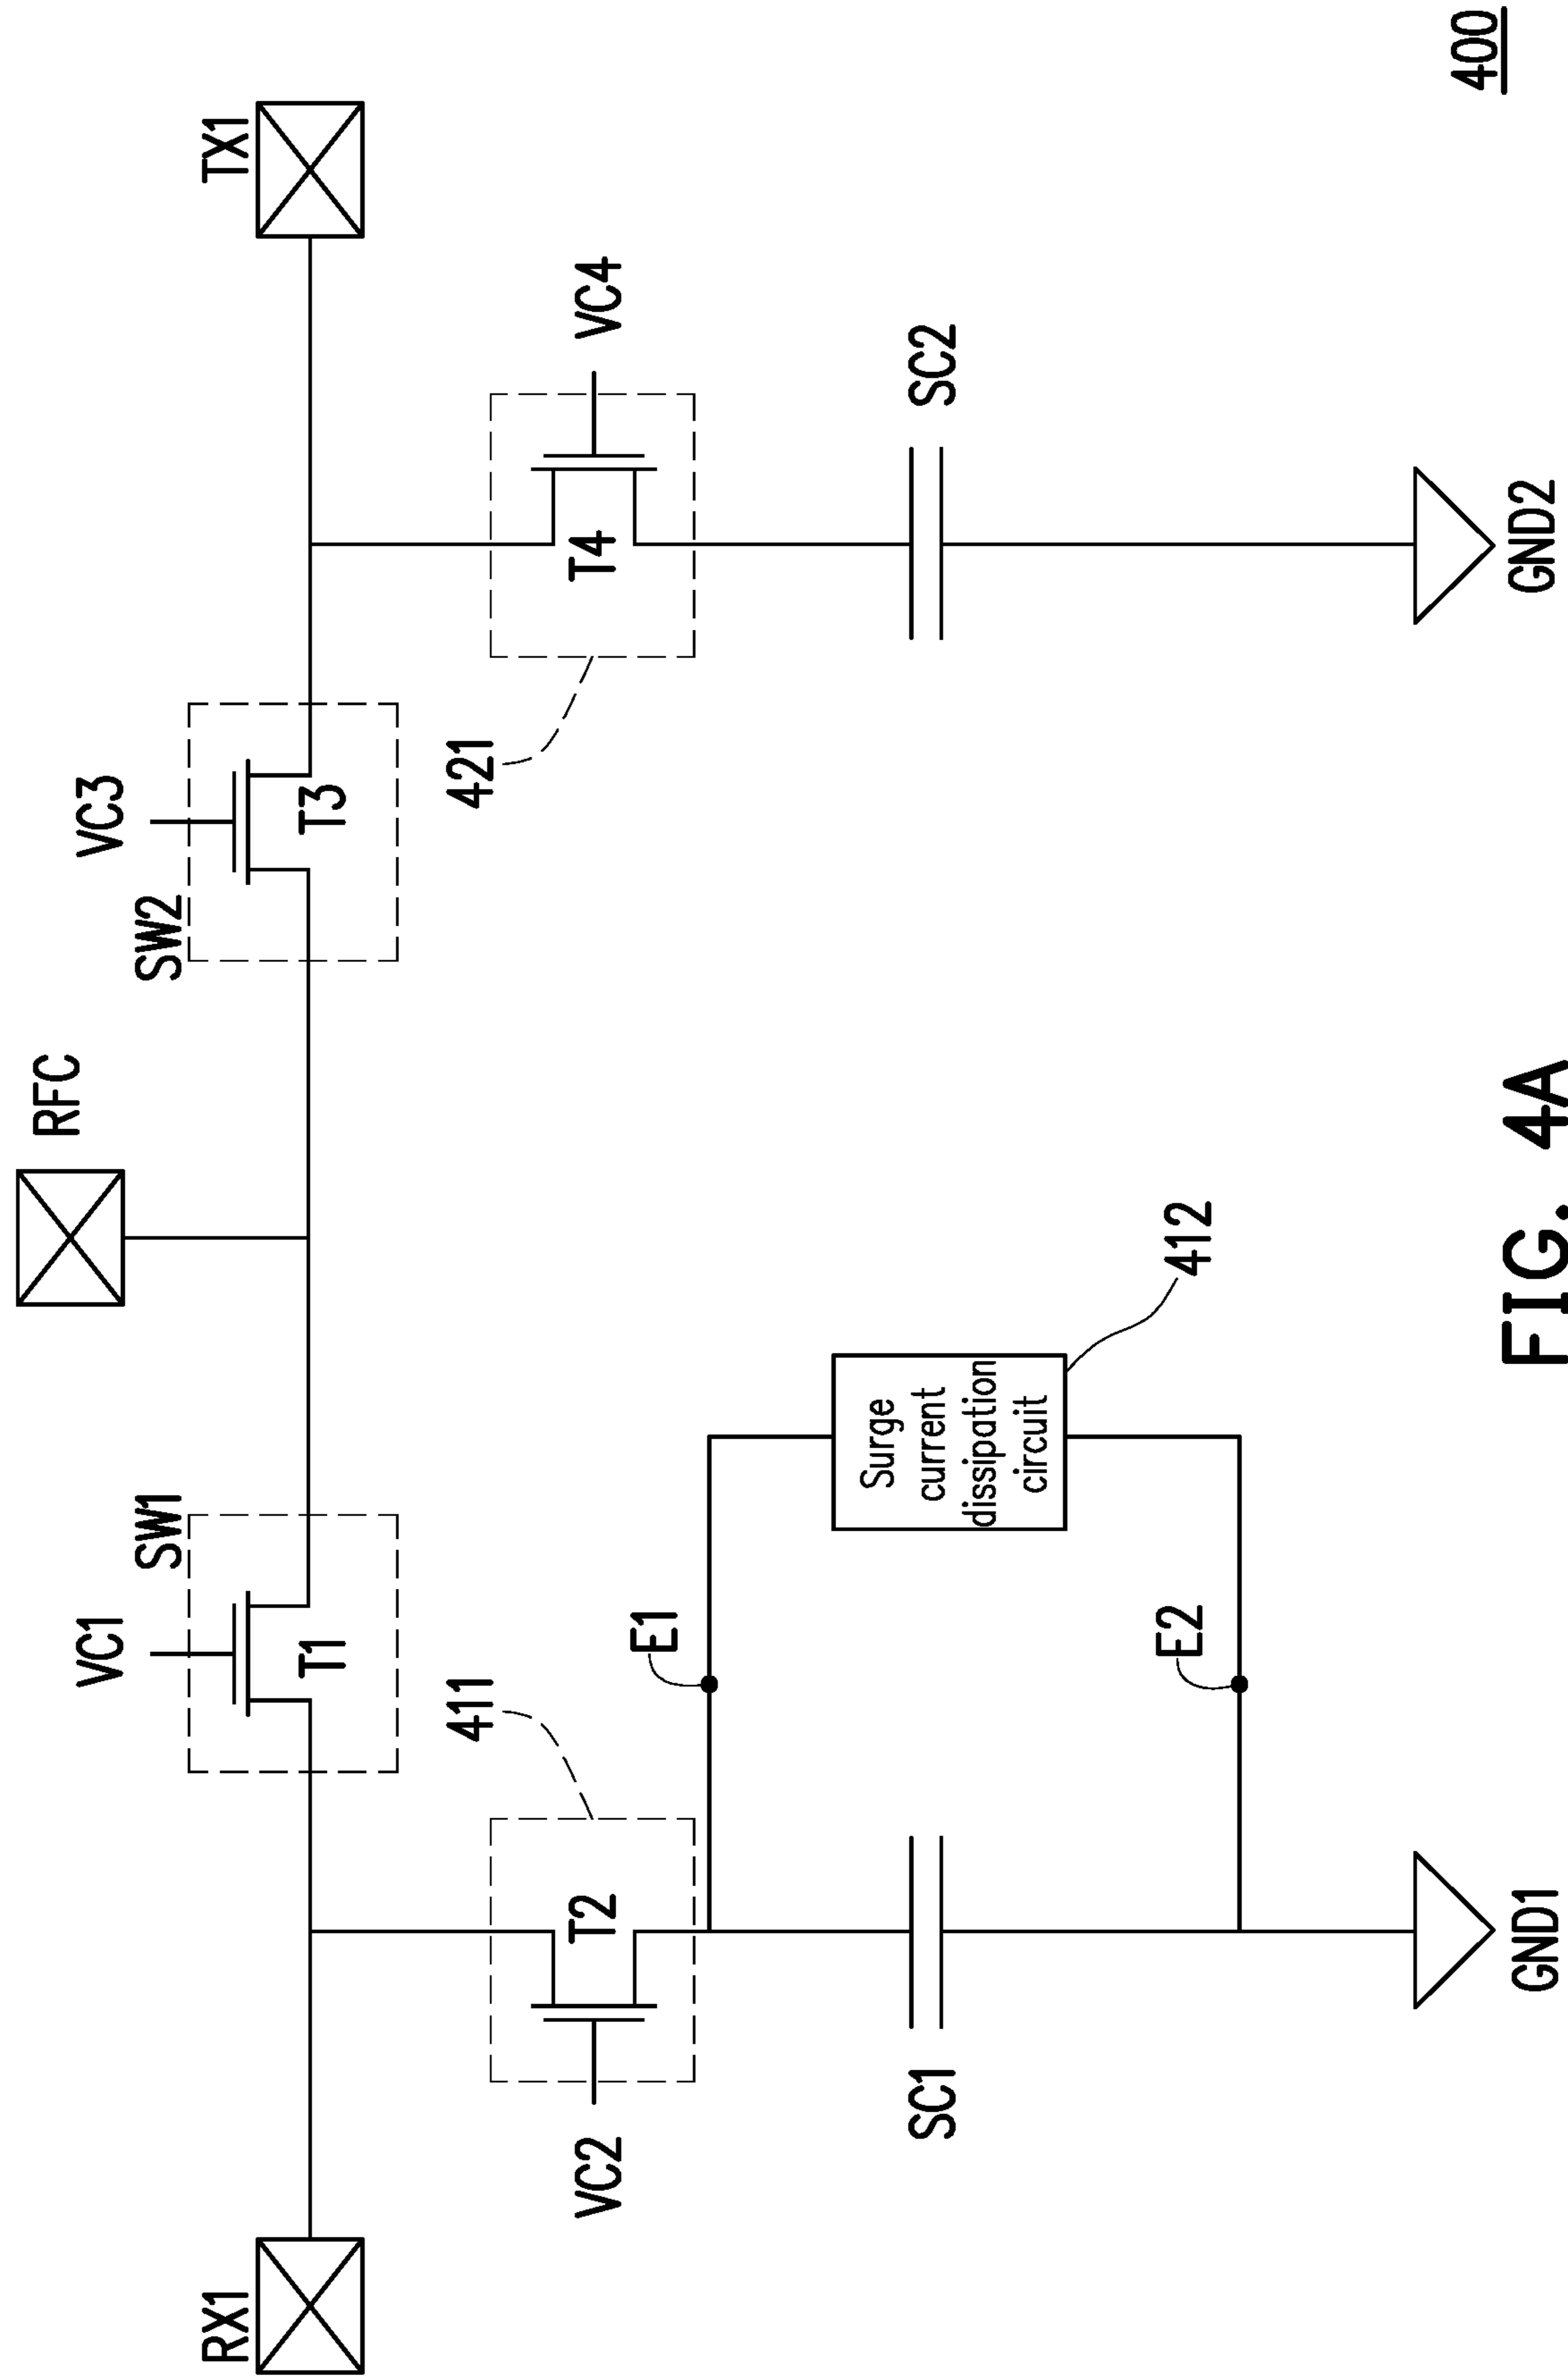 RFC
VC1
VC3
SW1
SW2
RX1
TX1
T1
T3
411
421
VC2
T2
T4
VC4
E1
SC1
Surge
current
dissipation
circuit
SC2
E2
412
GND1
GND2
400
FIG. 4A